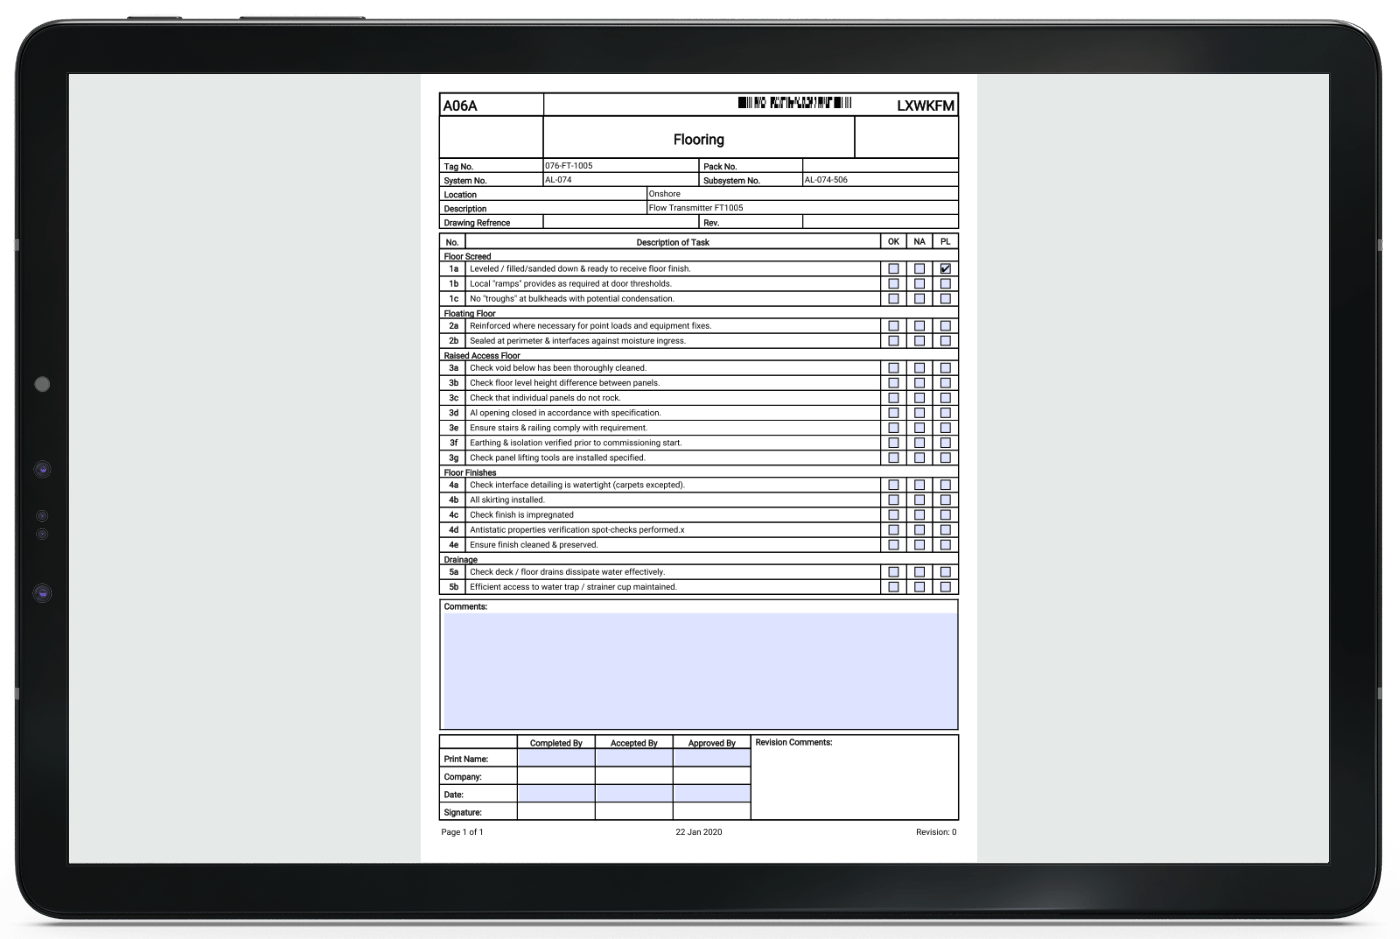 A06A LXWKFM
Flooring
Tag No. 076-FT-1005 Pack No.
System No. AL-074 Subsystem No. AL-074-506
Location Onshore
Description Flow Transmitter FT1005
Drawing Refrence Rev.
No. Description of Task OK NA PL
Floor Screed
1a Leveled / filled/sanded down & ready to receive floor finish.
1b Local "ramps" provides as required at door thresholds.
1c No "troughs" at bulkheads with potential condensation.
Floating Floor
2a Reinforced where necessary for point loads and equipment fixes.
2b Sealed at perimeter & interfaces against moisture ingress.
Raised Access Floor
3a Check void below has been thoroughly cleaned.
3b Check floor level height difference between panels.
3c Check that individual panels do not rock.
3d Al opening closed in accordance with specification.
3e Ensure stairs & railing comply with requirement.
3f Earthing & isolation verified prior to commissioning start.
3g Check panel lifting tools are installed specified.
Floor Finishes
4a Check interface detailing is watertight (carpets excepted).
4b All skirting installed.
4c Check finish is impregnated
4d Antistatic properties verification spot-checks performed.x
4e Ensure finish cleaned & preserved.
Drainage
5a Check deck / floor drains dissipate water effectively.
5b Efficient access to water trap / strainer cup maintained.
Comments:
Completed By Accepted By Approved By Revision Comments:
Print Name:
Company:
Date:
Signature:
Page 1 of 1 22 Jan 2020 Revision: 0